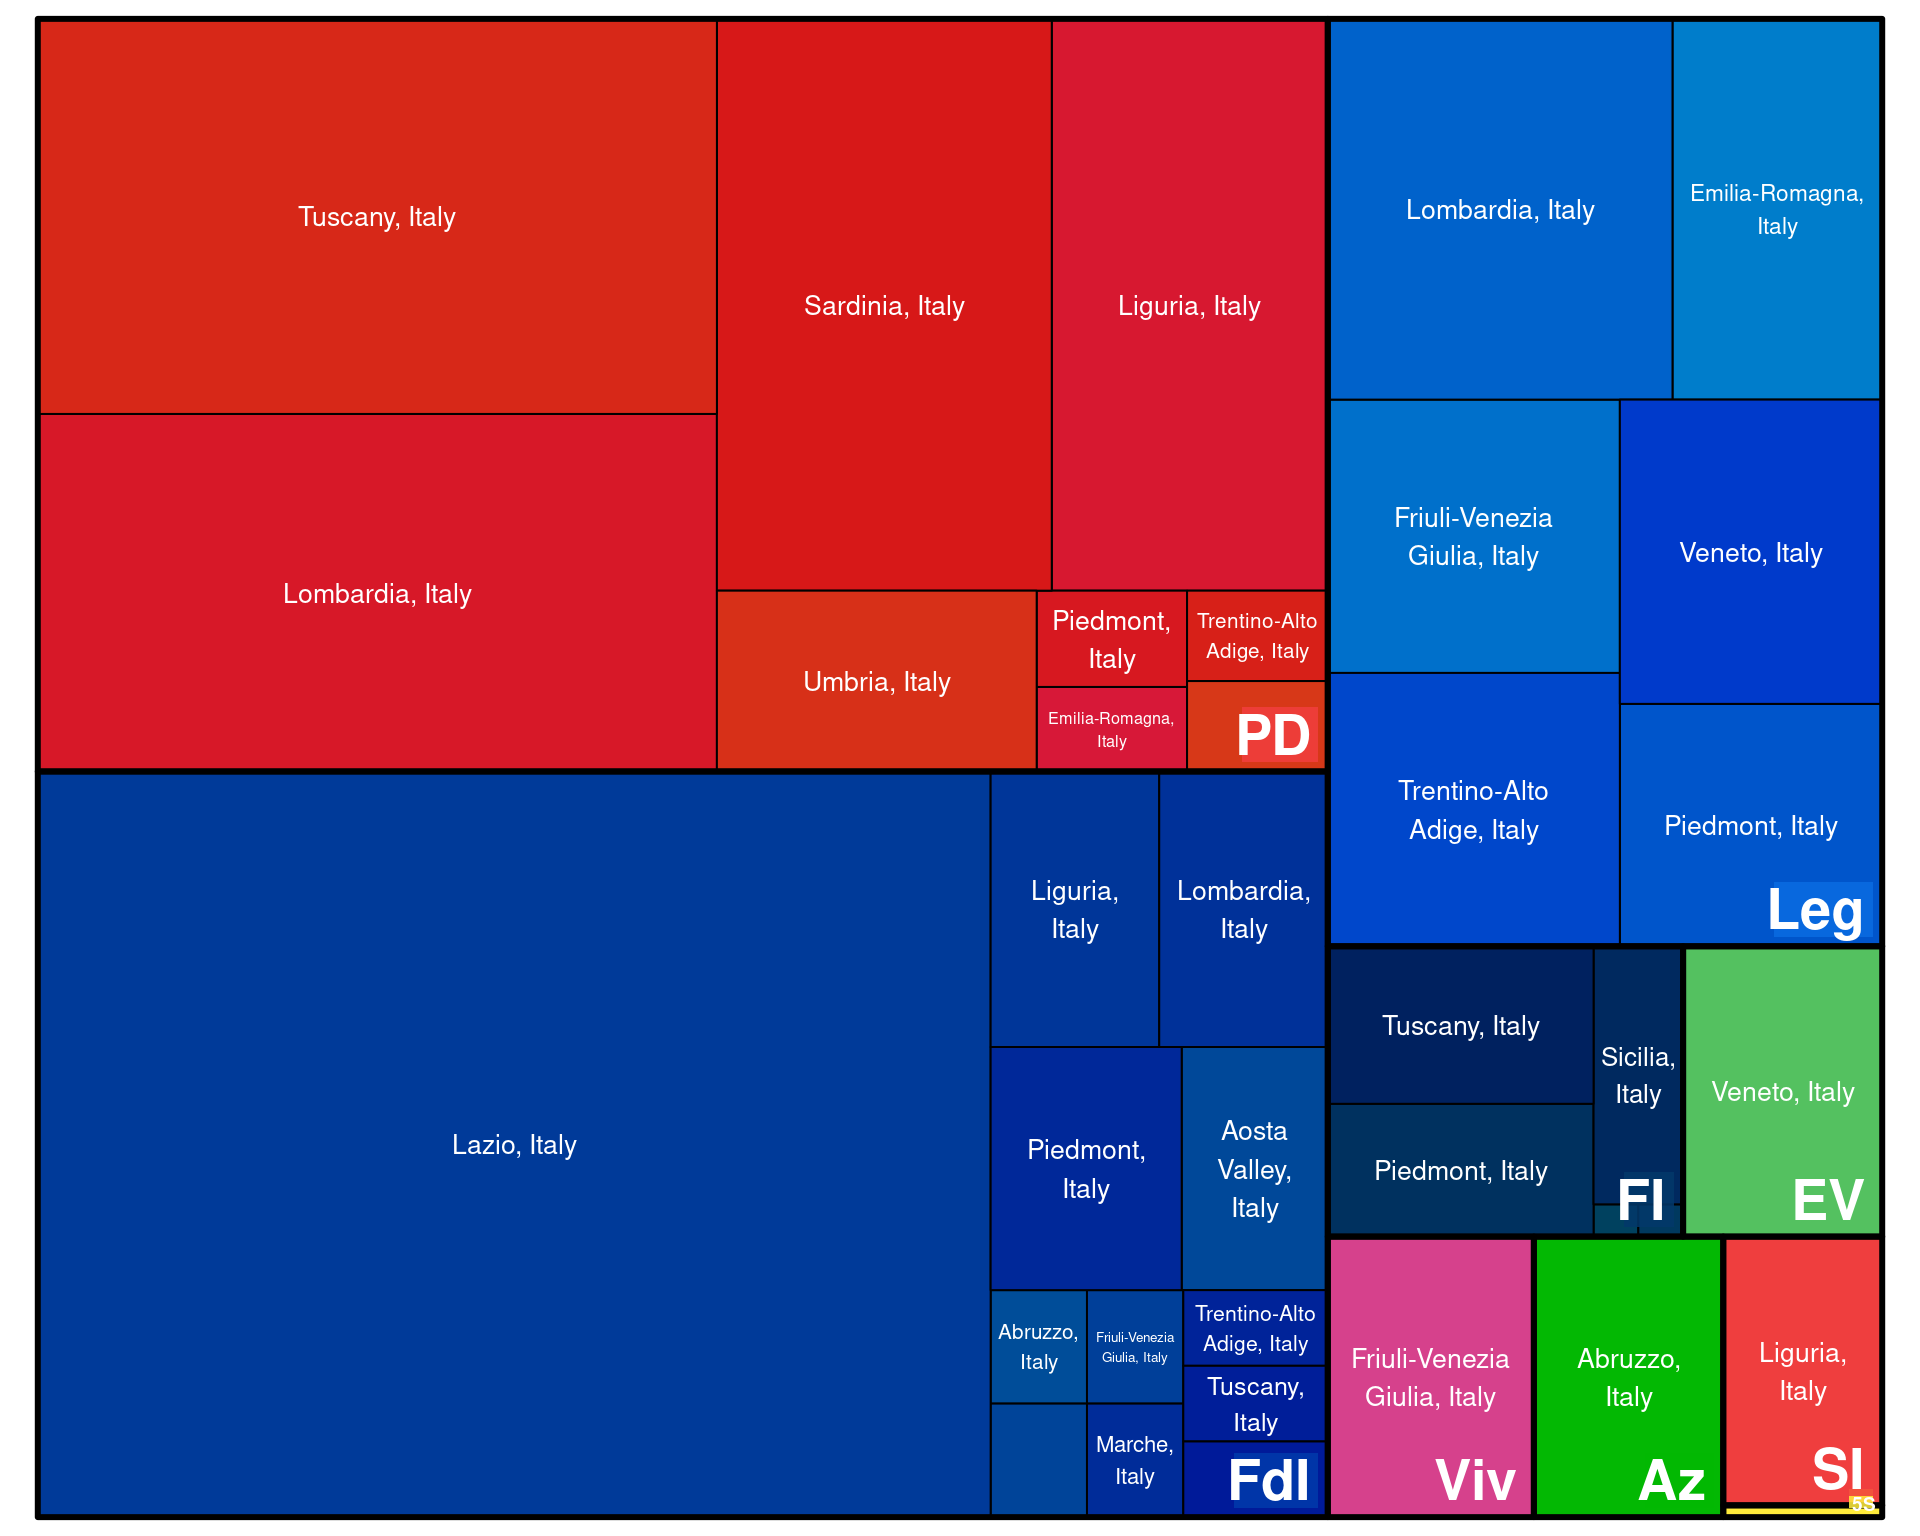 Tuscany, Italy
Lombardia, Italy
Sardinia, Italy
Liguria, Italy
Umbria, Italy
Piedmont,
Italy
Trentino-Alto
Adige, Italy
Emilia-Romagna,
Italy
PD
Lazio, Italy
Liguria,
Italy
Lombardia,
Italy
Piedmont,
Italy
Aosta
Valley,
Italy
Abruzzo,
Italy
Friuli-Venezia
Giulia, Italy
Trentino-Alto
Adige, Italy
Tuscany,
Italy
Marche,
Italy
FdI
Lombardia, Italy
Emilia-Romagna,
Italy
Friuli-Venezia
Giulia, Italy
Veneto, Italy
Trentino-Alto
Adige, Italy
Piedmont, Italy
Leg
Tuscany, Italy
Piedmont, Italy
Sicilia,
Italy
FI
Veneto, Italy
EV
Friuli-Venezia
Giulia, Italy
Viv
Abruzzo,
Italy
Az
Liguria,
Italy
SI
5S